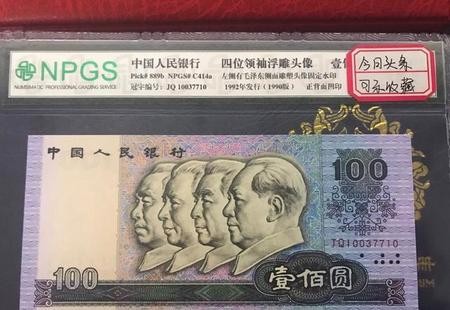 NPGS
NUMISMATIC PROFESSIONAL GRADING SERVICE
中国人民银行
Pick# 889b NPGS# C414a
冠字编号: JQ 10037710
四位领袖浮雕头像 壹
左侧有毛泽东侧面雕塑头像固定水印
1992年发行(1990版) 正背面凹印
今日头条
收藏
中国人民银行
100
JQ10037710
100
壹佰圆